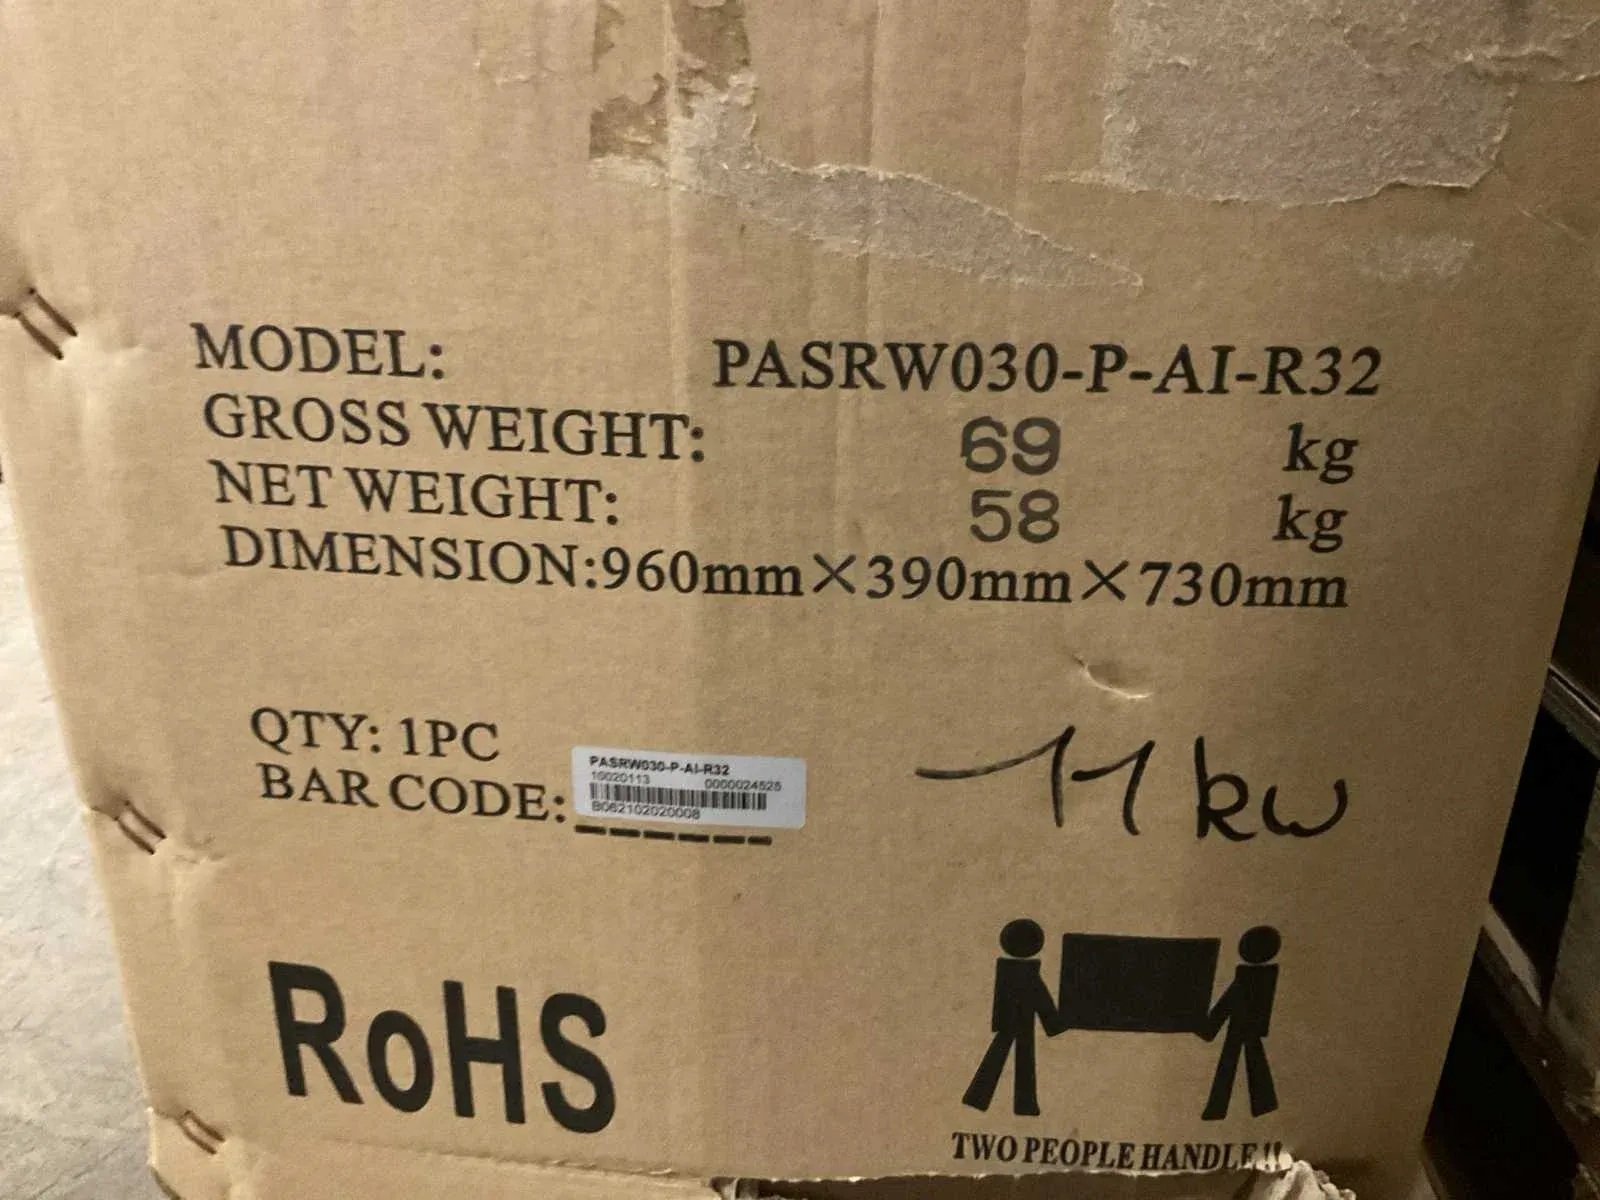 MODEL: PASRW030-P-AI-R32
GROSS WEIGHT: 69 kg
NET WEIGHT: 58 kg
DIMENSION:960mm×390mm×730mm
QTY: 1PC
BAR CODE:
PASRW030-P-AI-R32
10020113 0000024525
B062102020008
11 kw
RoHS
TWO PEOPLE HANDLE!!